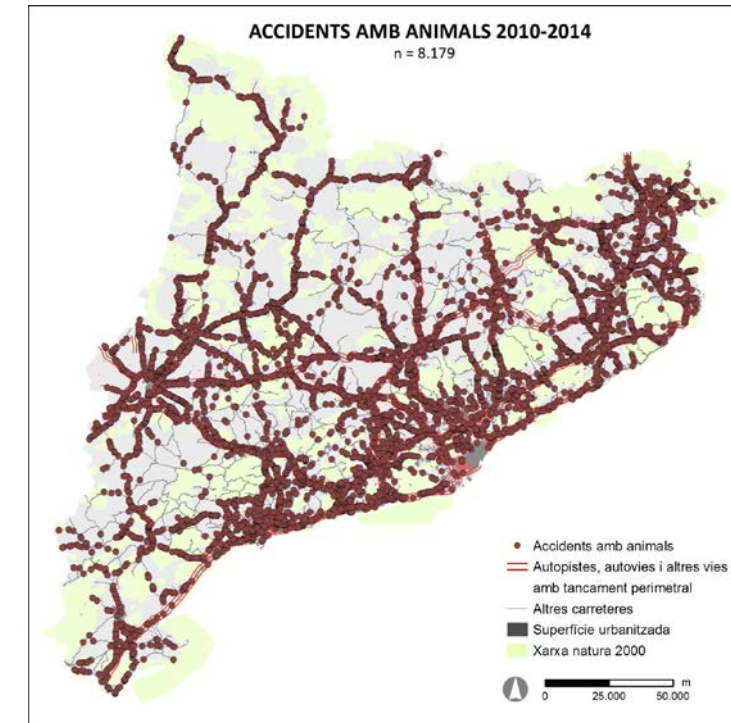 ACCIDENTS AMB ANIMALS 2010-2014
n = 8.179
Accidents amb animals
Autopistes, autovies i altres vies
amb tancament perimetral
Altres carreteres
Superfície urbanitzada
Xarxa natura 2000
m
0 25.000 50.000